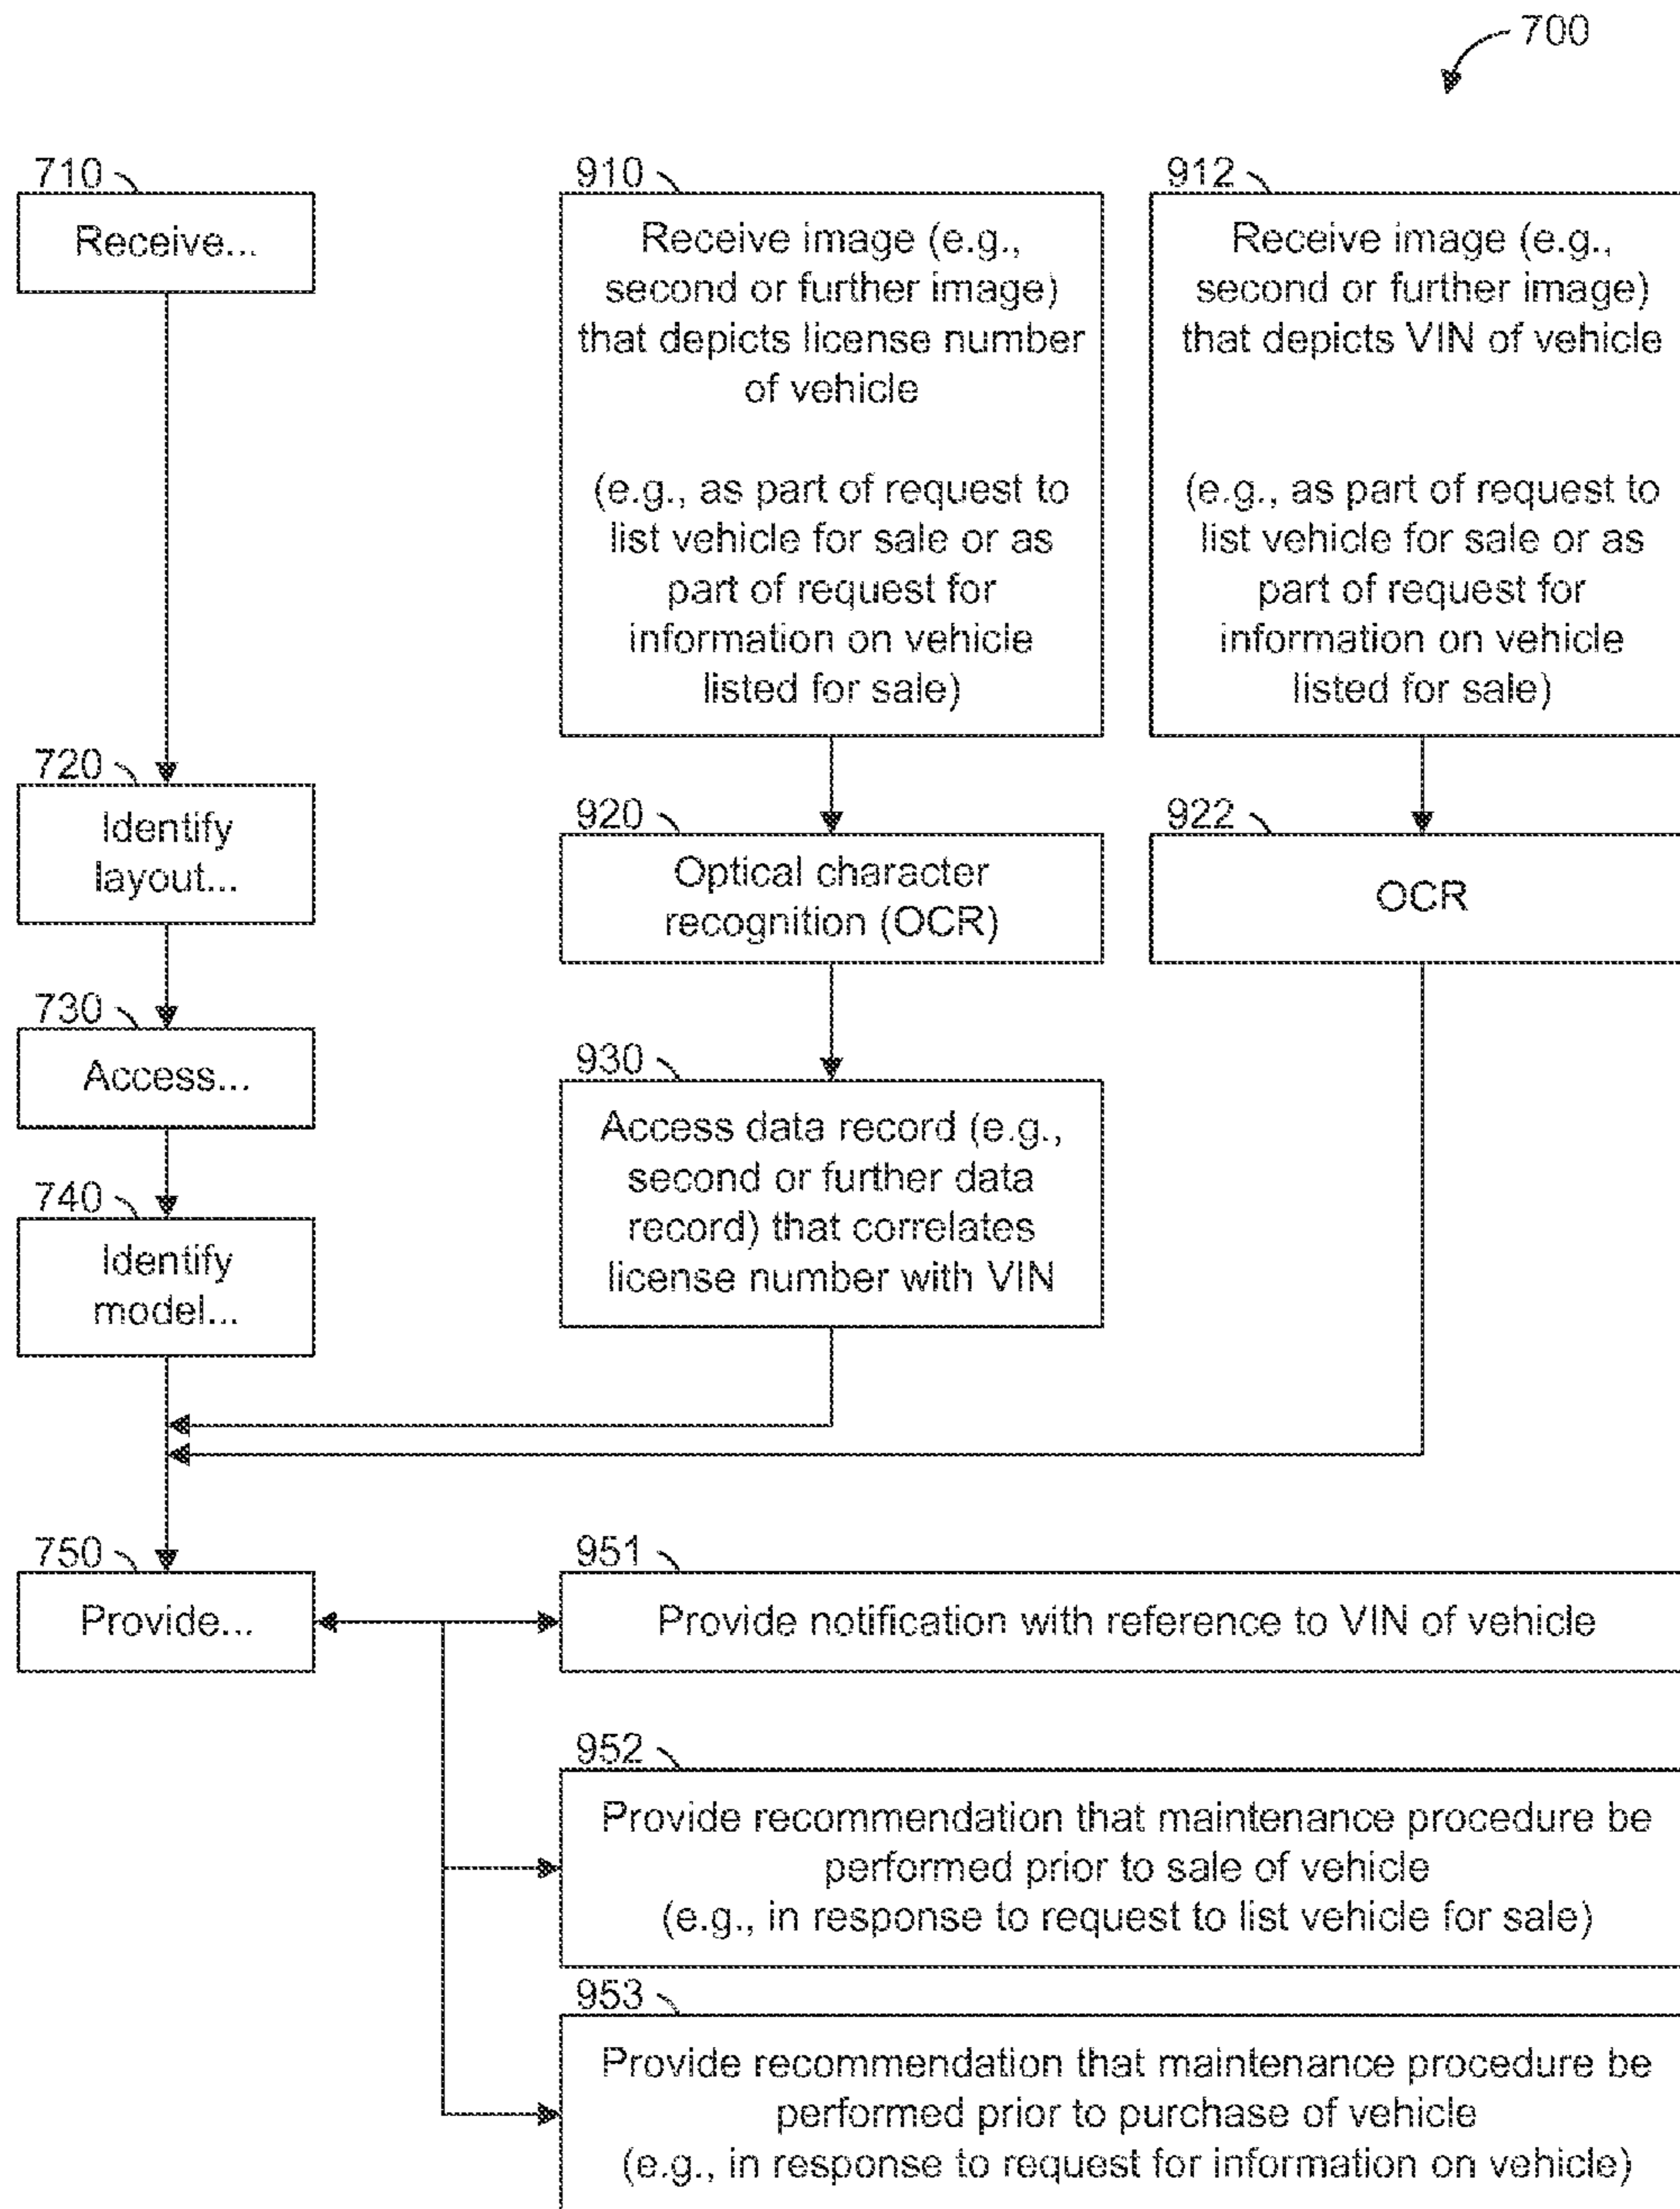 700
710
Receive...
910
Receive image (e.g.,
second or further image)
that depicts license number
of vehicle
(e.g., as part of request to
list vehicle for sale or as
part of request for
information on vehicle
listed for sale)
912
Receive image (e.g.,
second or further image)
that depicts VIN of vehicle
(e.g., as part of request to
list vehicle for sale or as
part of request for
information on vehicle
listed for sale)
720
Identify
layout...
920
Optical character
recognition (OCR)
922
OCR
730
Access...
930
Access data record (e.g.,
second or further data
record) that correlates
license number with VIN
740
Identify
model...
750
Provide...
951
Provide notification with reference to VIN of vehicle
952
Provide recommendation that maintenance procedure be
performed prior to sale of vehicle
(e.g., in response to request to list vehicle for sale)
953
Provide recommendation that maintenance procedure be
performed prior to purchase of vehicle
(e.g., in response to request for information on vehicle)